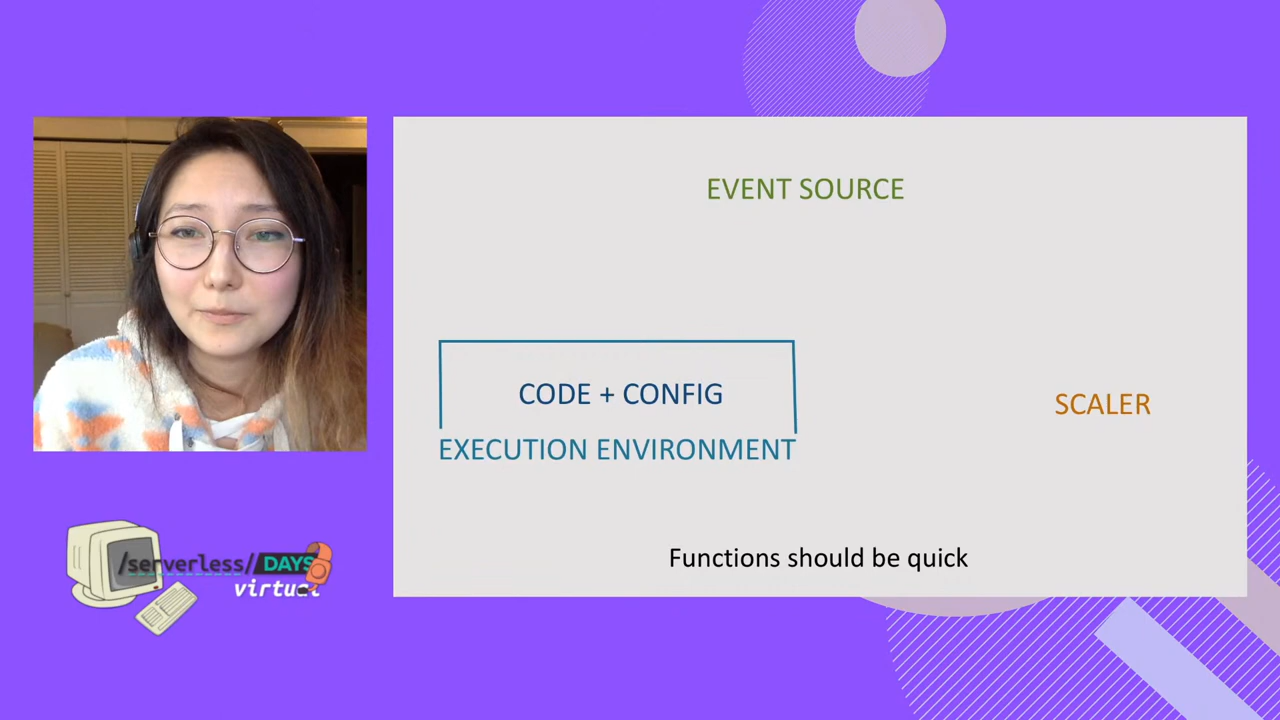 EVENT SOURCE
CODE + CONFIG
EXECUTION ENVIRONMENT
SCALER
Functions should be quick
/serverless/DAYS
virtual